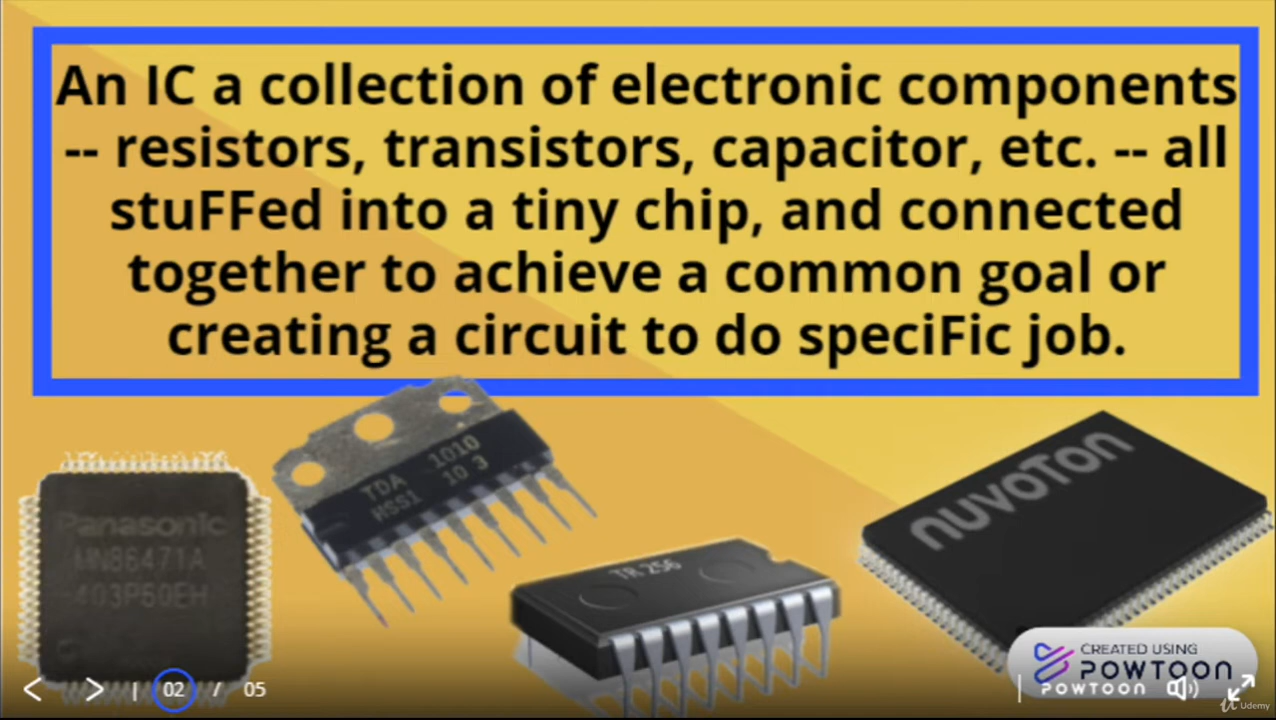 An IC a collection of electronic components
-- resistors, transistors, capacitor, etc. -- all
stuFFed into a tiny chip, and connected
together to achieve a common goal or
creating a circuit to do speciFic job.
TDA 1010
HSS1 10 3
Panasonic
MN86471A
403P60EH
TR 256
nuvoTon
CREATED USING
POWTOON
| 02 / 05
| POWTOON
Udemy